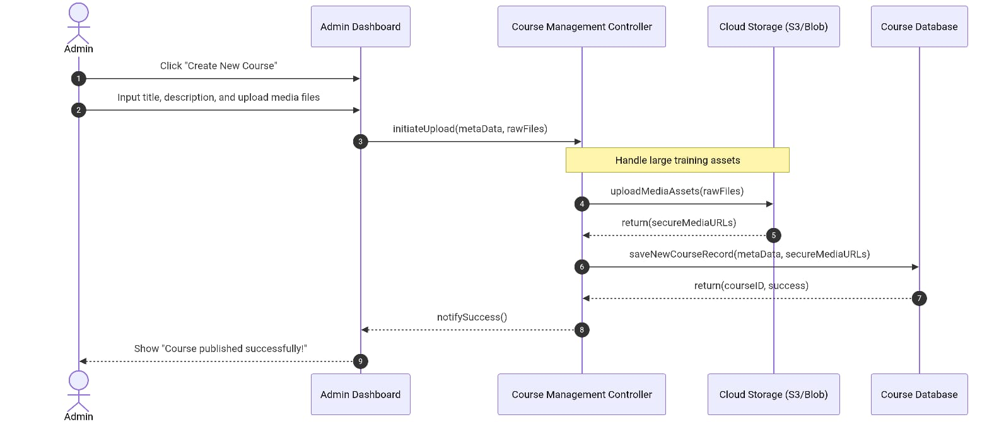 Admin
Admin Dashboard
Course Management Controller
Cloud Storage (S3/Blob)
Course Database
Click "Create New Course"
1
Input title, description, and upload media files
2
initiateUpload(metaData, rawFiles)
3
Handle large training assets
uploadMediaAssets(rawFiles)
4
return(secureMediaURLs)
5
saveNewCourseRecord(metaData, secureMediaURLs)
6
return(courseID, success)
7
notifySuccess()
8
Show "Course published successfully!"
9
Admin
Admin Dashboard
Course Management Controller
Cloud Storage (S3/Blob)
Course Database